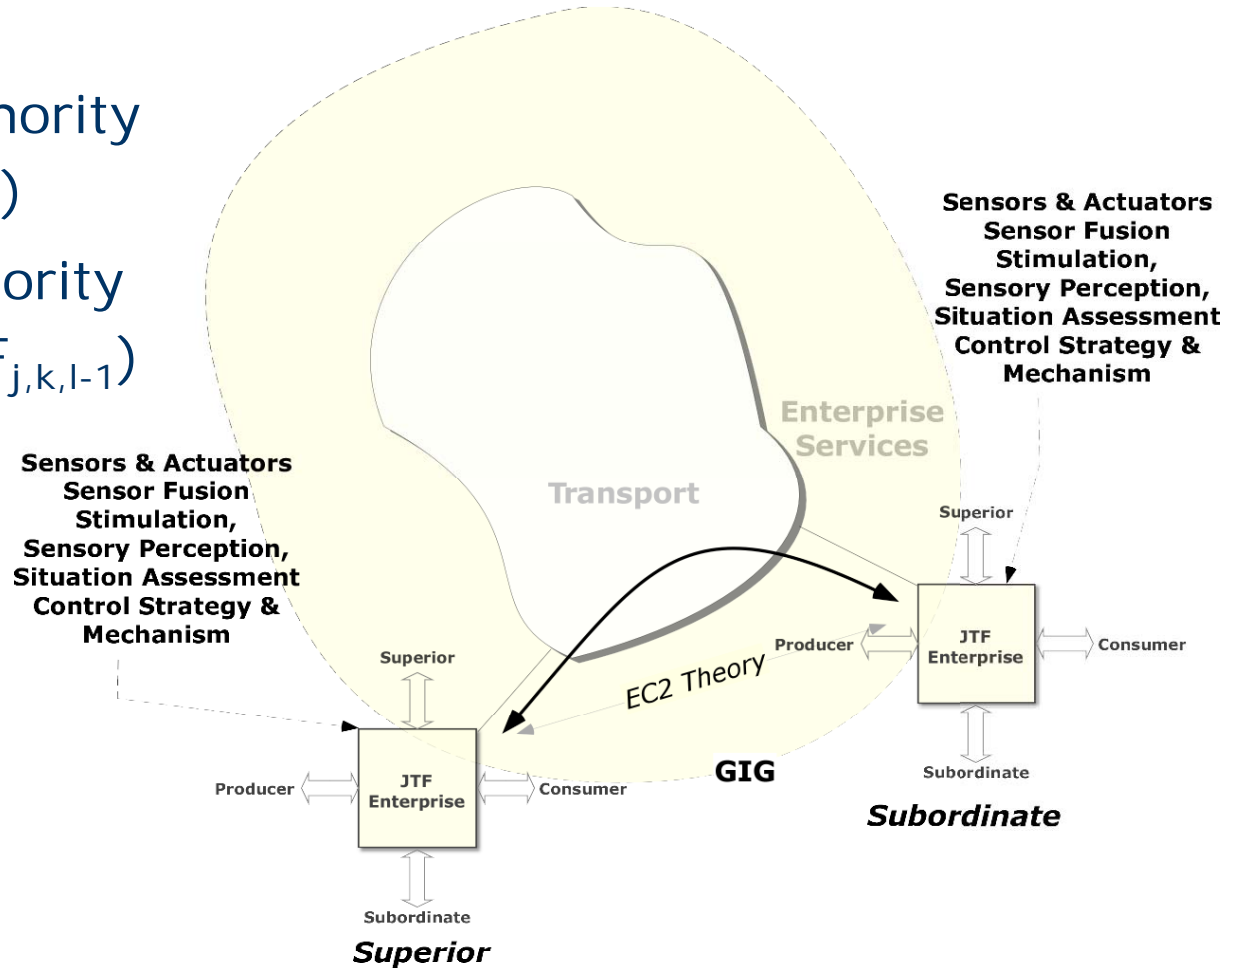 nority
)
ority
F j,k,l-1)
Sensors & Actuators
Sensor Fusion
Stimulation,
Sensory Perception,
Situation Assessment
Control Strategy &
Mechanism
Enterprise
Services
Transport
Sensors & Actuators
Sensor Fusion
Stimulation,
Sensory Perception,
Situation Assessment
Control Strategy &
Mechanism
Superior
Producer
JTF
Enterprise
Consumer
Subordinate
Subordinate
EC2 Theory
GIG
Superior
Producer
JTF
Enterprise
Consumer
Subordinate
Superior